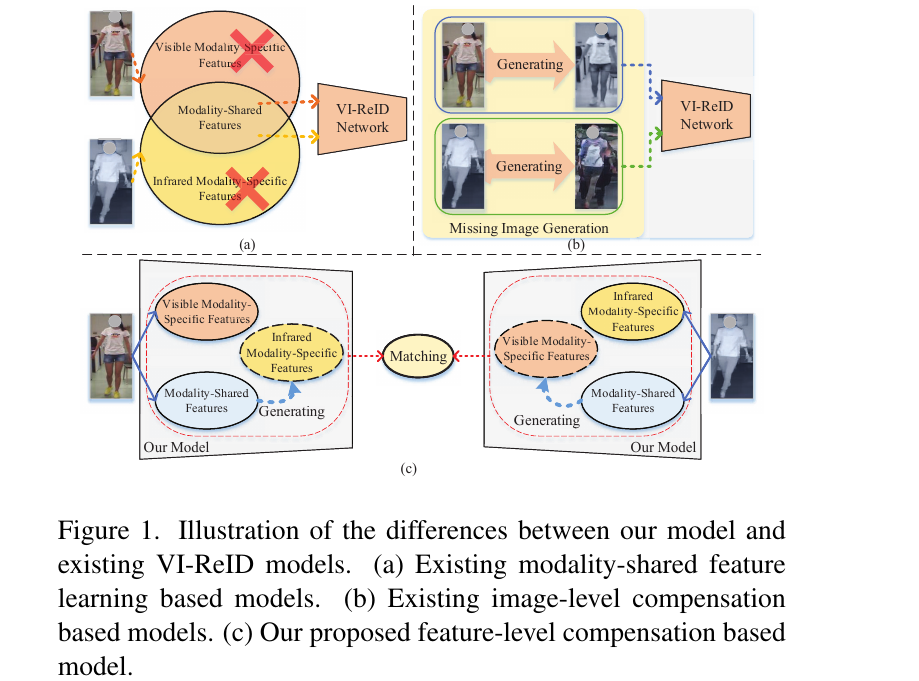 Visible Modality-Specific
Features
Modality-Shared
Features
Infrared Modality-Specific
Features
VI-ReID
Network
(a)
Generating
Generating
VI-ReID
Network
Missing Image Generation
(b)
Visible Modality-
Specific Features
Infrared
Modality-Specific
Features
Modality-Shared
Features
Generating
Our Model
Matching
Infrared
Modality-Specific
Features
Visible Modality-
Specific Features
Modality-Shared
Features
Generating
Our Model
(c)
Figure 1. Illustration of the differences between our model and
existing VI-ReID models. (a) Existing modality-shared feature
learning based models. (b) Existing image-level compensation
based models. (c) Our proposed feature-level compensation based
model.